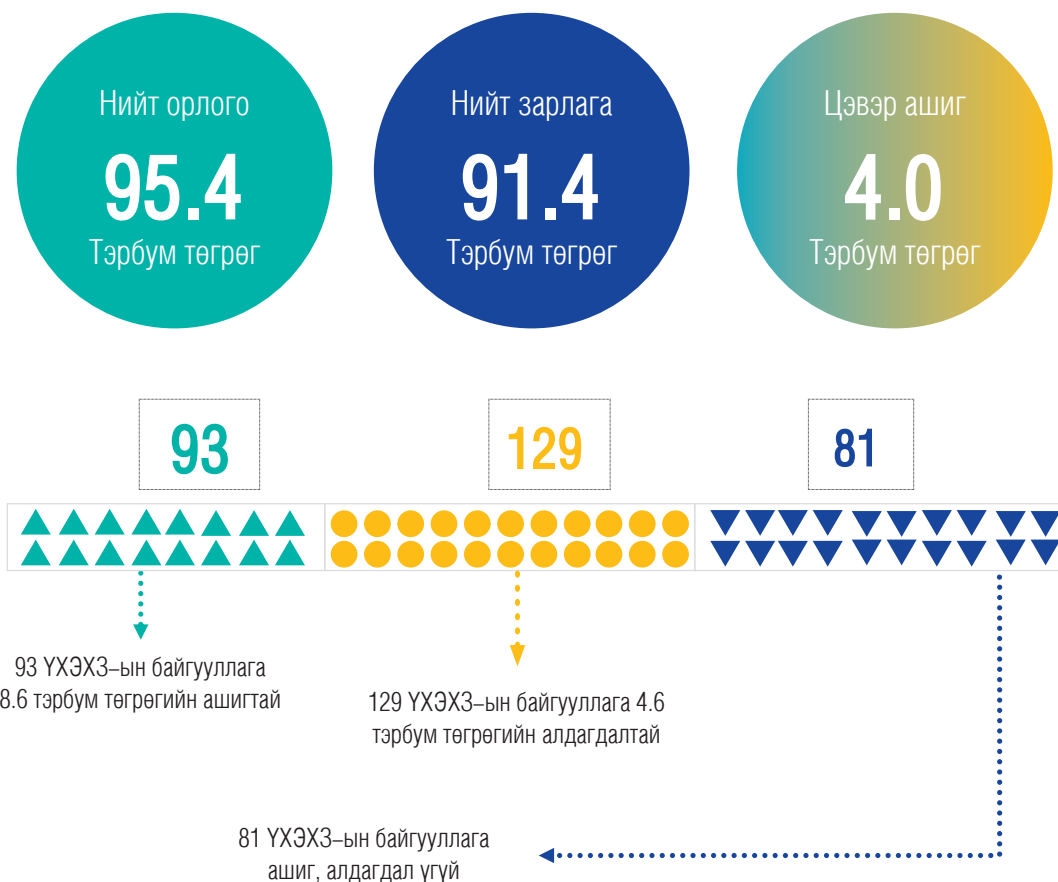 Нийт орлого
95.4
Тэрбум төгрөг
Нийт зарлага
91.4
Тэрбум төгрөг
Цэвэр ашиг
4.0
Тэрбум төгрөг
93
129
81
93 ҮХЭХЗ–ын байгууллага
8.6 тэрбум төгрөгийн ашигтай
129 ҮХЭХЗ–ын байгууллага 4.6
тэрбум төгрөгийн алдагдалтай
81 ҮХЭХЗ–ын байгууллага
ашиг, алдагдал үгүй